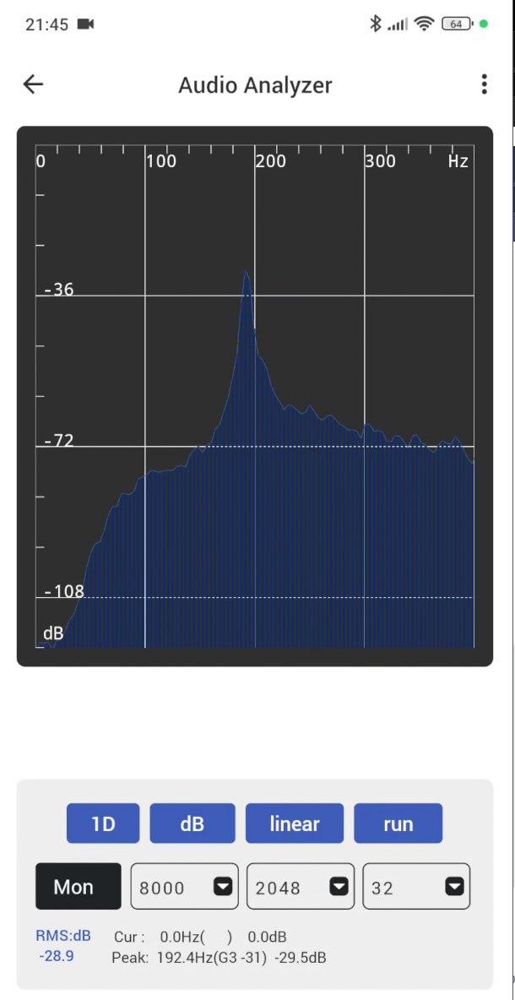 21:45 64
Audio Analyzer
0 100 200 300 Hz
-36
-72
-108
dB
1D dB linear run
Mon 8000 2048 32
RMS:dB Cur : 0.0Hz( ) 0.0dB
-28.9 Peak: 192.4Hz(G3 -31) -29.5dB